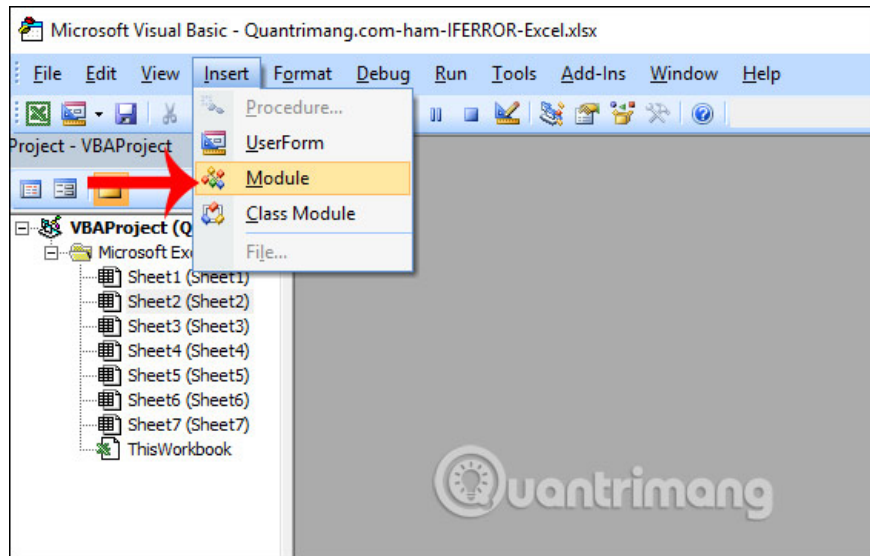 Microsoft Visual Basic - Quantrimang.com-ham-IFERROR-Excel.xlsx
File Edit View Insert Format Debug Run Tools Add-Ins Window Help
Procedure...
Project - VBAProject
UserForm
Module
Class Module
VBAProject (Q
Microsoft Ex
File...
Sheet1 (Sheet1)
Sheet2 (Sheet2)
Sheet3 (Sheet3)
Sheet4 (Sheet4)
Sheet5 (Sheet5)
Sheet6 (Sheet6)
Sheet7 (Sheet7)
ThisWorkbook
Quantrimang